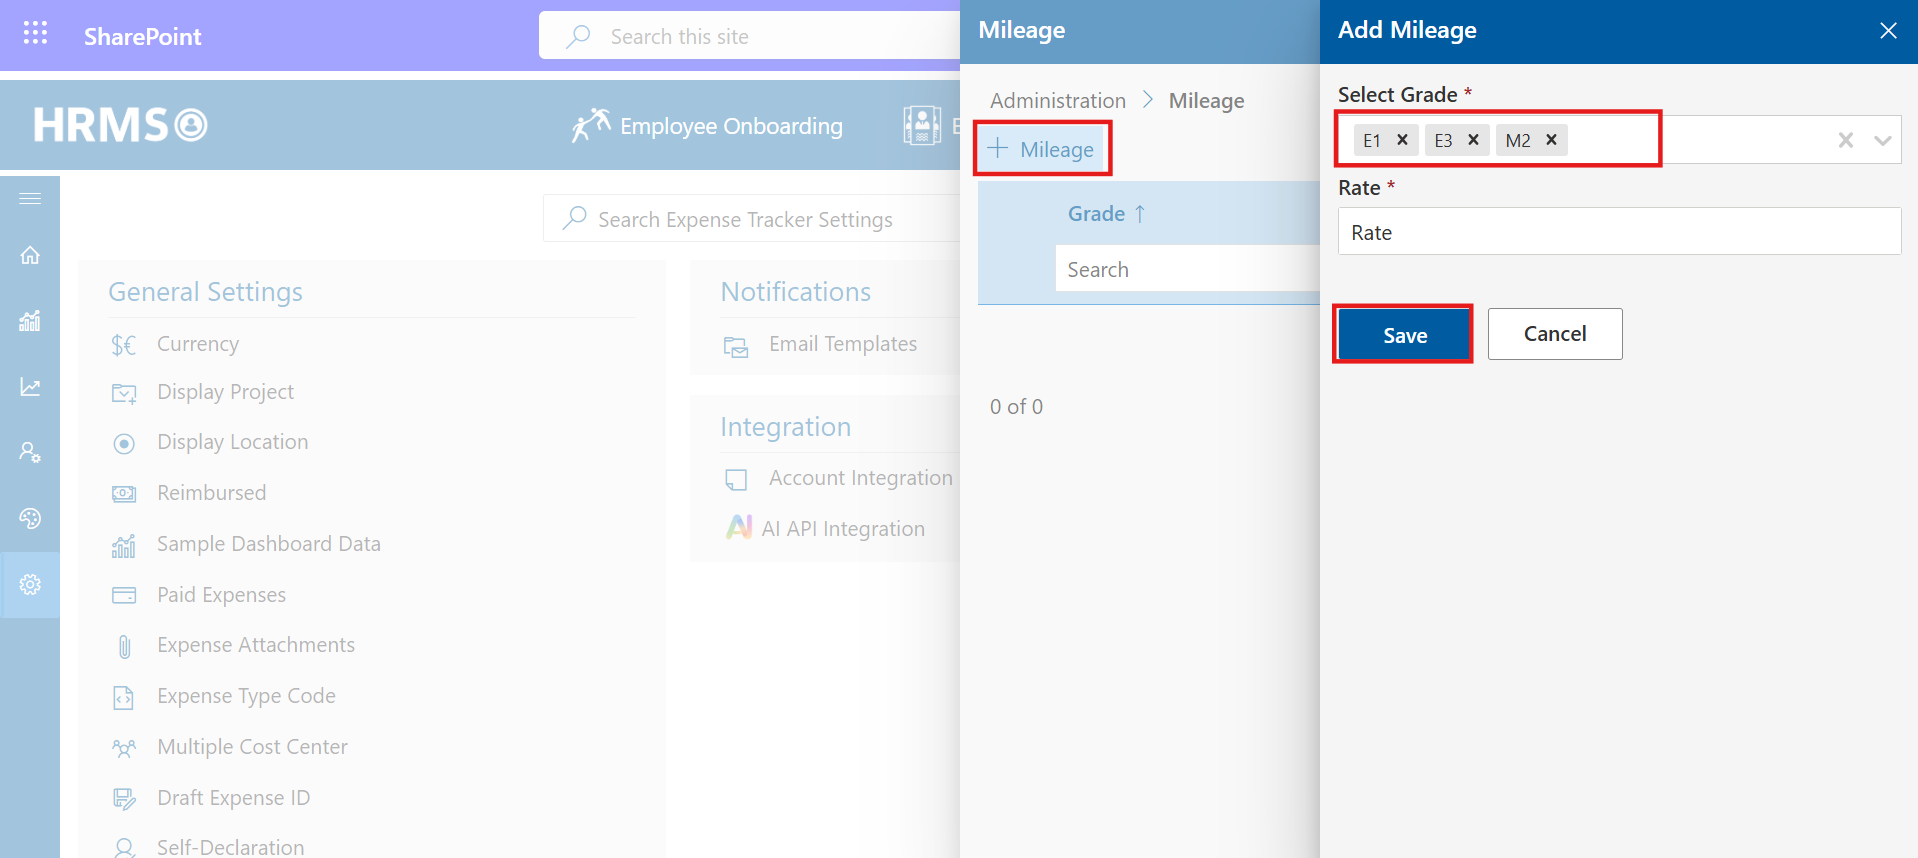 SharePoint
Search this site
HRMS
Employee Onboarding
E
Search Expense Tracker Settings
General Settings
Currency
Display Project
Display Location
Reimbursed
Sample Dashboard Data
Paid Expenses
Expense Attachments
Expense Type Code
Multiple Cost Center
Draft Expense ID
Self-Declaration
Notifications
Email Templates
Integration
Account Integration
AI AI API Integration
Mileage
Administration > Mileage
+ Mileage
Grade ↑
Search
0 of 0
Add Mileage
Select Grade *
E1 × E3 × M2 ×
Rate *
Rate
Save Cancel